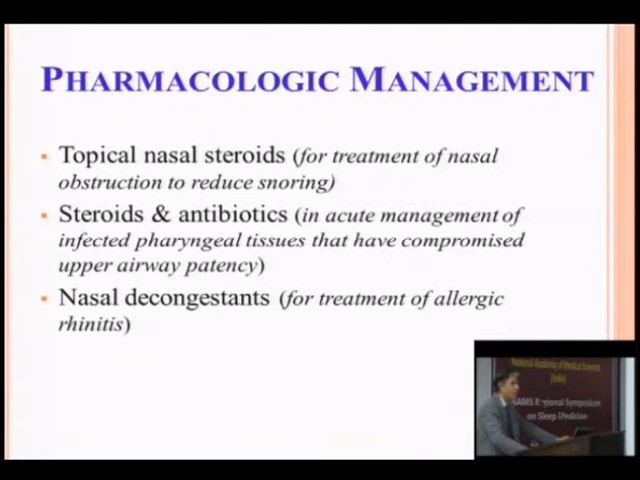 PHARMACOLOGIC MANAGEMENT
Topical nasal steroids (for treatment of nasal
obstruction to reduce snoring)
Steroids & antibiotics (in acute management of
infected pharyngeal tissues that have compromised
upper airway patency)
Nasal decongestants (for treatment of allergic
rhinitis)
National Academy of Medical Sciences
(India)
NAMS Regional Symposium
on Sleep Medicine